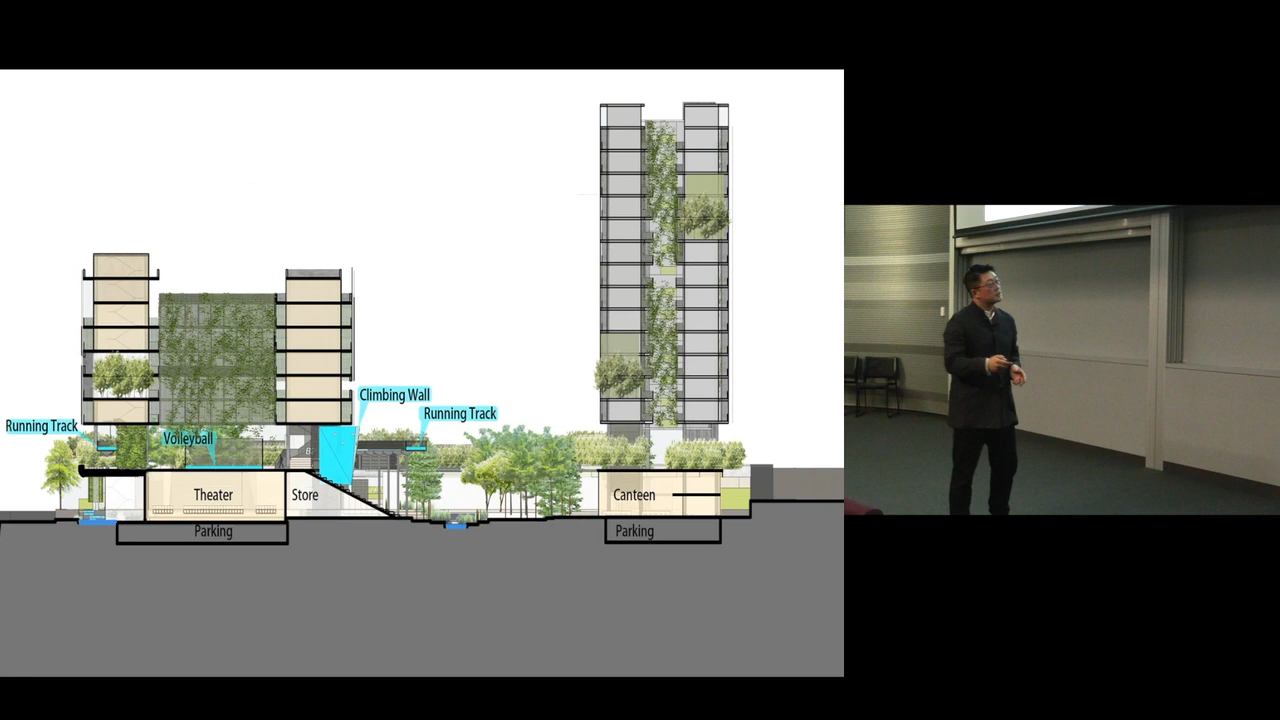 Climbing Wall
Running Track
Running Track
Volleyball
Theater
Store
Canteen
Parking
Parking